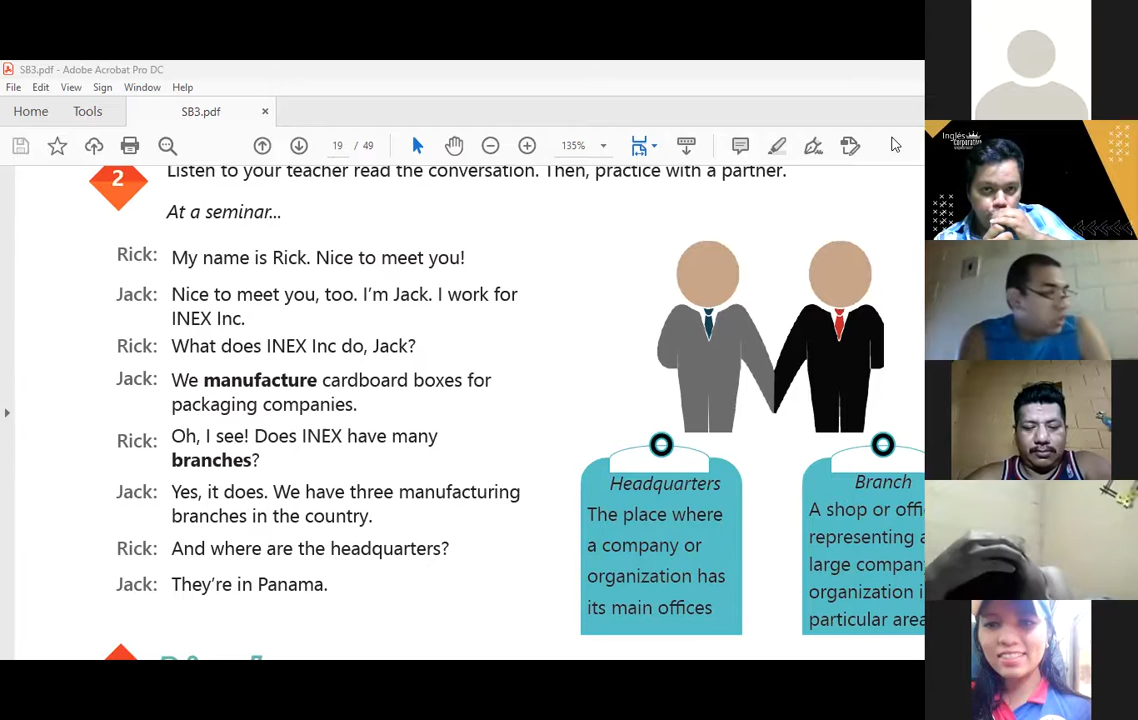 SB3.pdf - Adobe Acrobat Pro DC
File Edit View Sign Window Help
Home Tools SB3.pdf ×
19 / 49 135%
2 Listen to your teacher read the conversation. Then, practice with a partner.
At a seminar...
Rick: My name is Rick. Nice to meet you!
Jack: Nice to meet you, too. I'm Jack. I work for
INEX Inc.
Rick: What does INEX Inc do, Jack?
Jack: We manufacture cardboard boxes for
packaging companies.
Rick: Oh, I see! Does INEX have many
branches?
Jack: Yes, it does. We have three manufacturing
branches in the country.
Rick: And where are the headquarters?
Jack: They're in Panama.
Headquarters
The place where
a company or
organization has
its main offices
Branch
A shop or offi
representing a
large compan
organization i
particular area
Inglés
corporativo